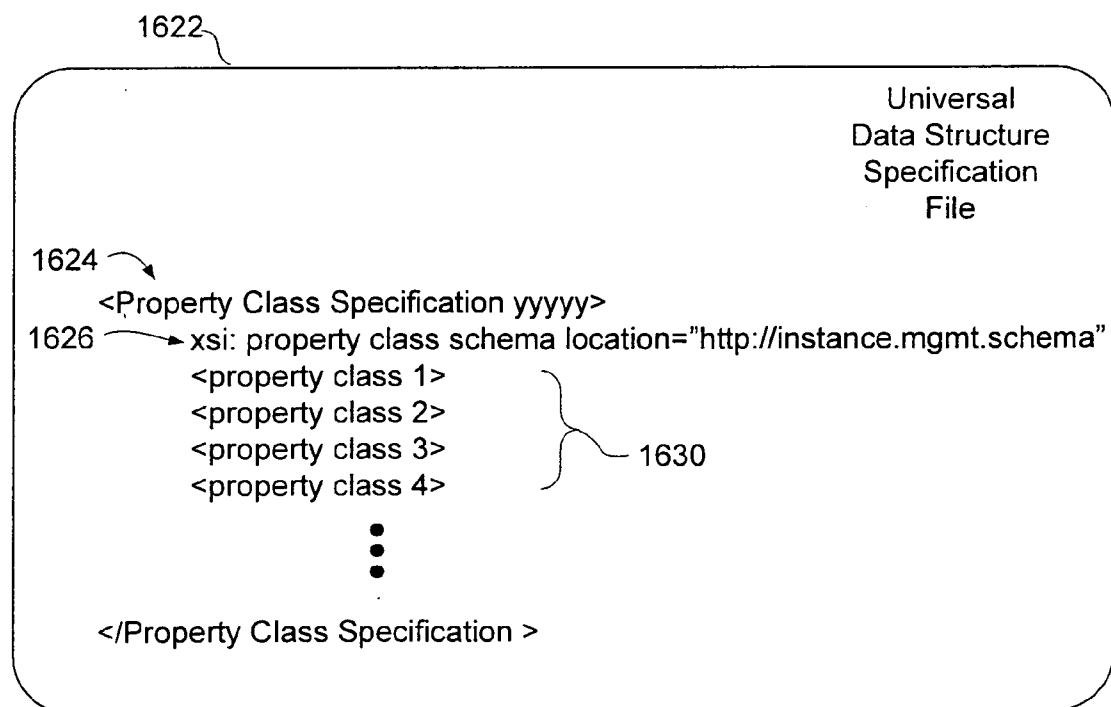 1622
Universal
Data Structure
Specification
File
1624
<Property Class Specification yyyyy>
1626 xsi: property class schema location=”http://instance.mgmt.schema”
<property class 1>
<property class 2>
<property class 3>
1630
<property class 4>
</Property Class Specification >